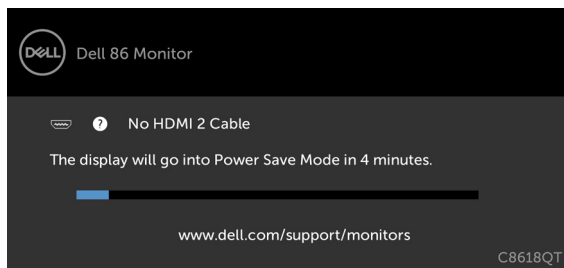 DELL Dell 86 Monitor
? No HDMI 2 Cable
The display will go into Power Save Mode in 4 minutes.
www.dell.com/support/monitors
C8618QT